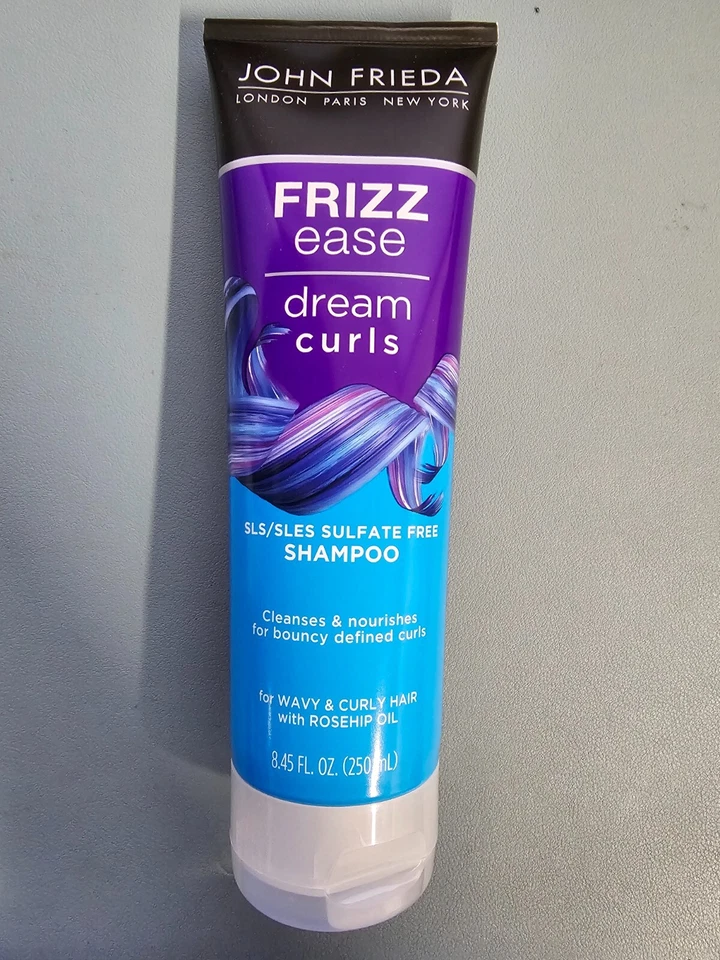 JOHN FRIEDA
LONDON PARIS NEW YORK
FRIZZ
ease
dream
curls
SLS/SLES SULFATE FREE
SHAMPOO
Cleanses & nourishes
for bouncy defined curls
for WAVY & CURLY HAIR
with ROSEHIP OIL
8.45 FL. OZ. (250 mL)